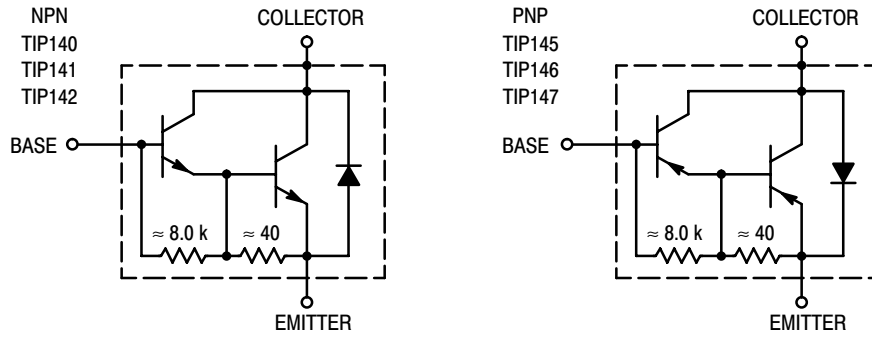 NPN
TIP140
TIP141
TIP142
COLLECTOR
BASE
≈ 8.0 k
≈ 40
EMITTER
PNP
TIP145
TIP146
TIP147
COLLECTOR
BASE
≈ 8.0 k
≈ 40
EMITTER